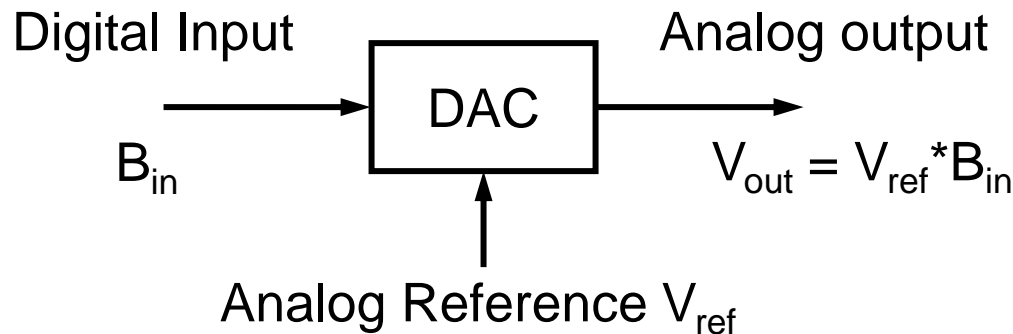 Digital Input
Analog output
DAC
B_in
V_out = V_ref*B_in
Analog Reference V_ref